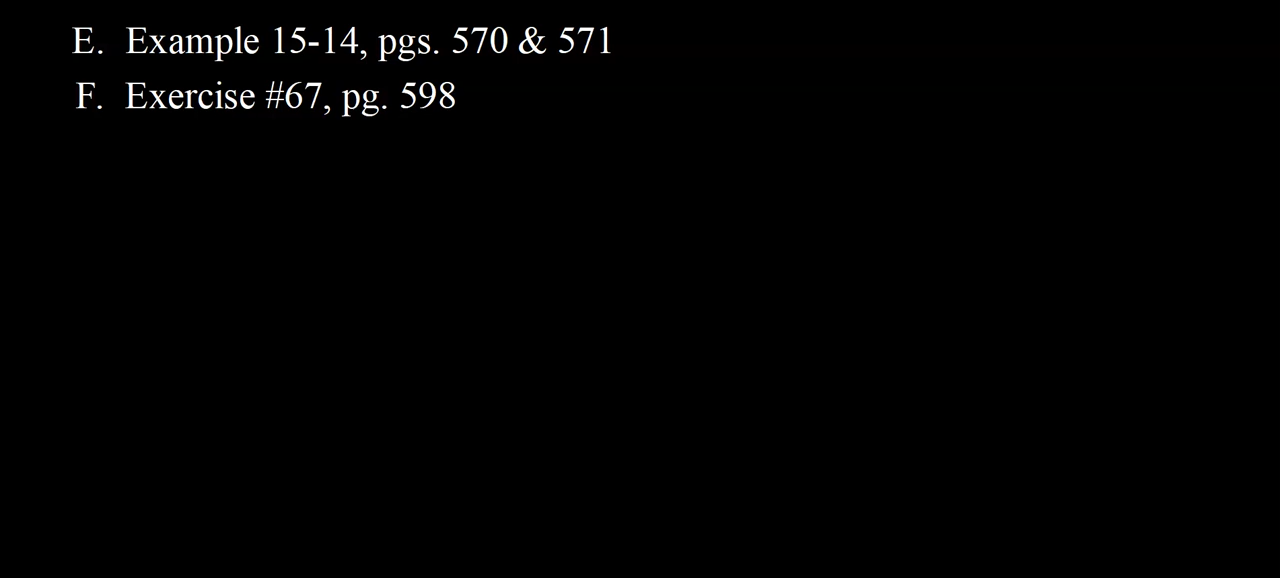 E. Example 15-14, pgs. 570 & 571
F. Exercise #67, pg. 598